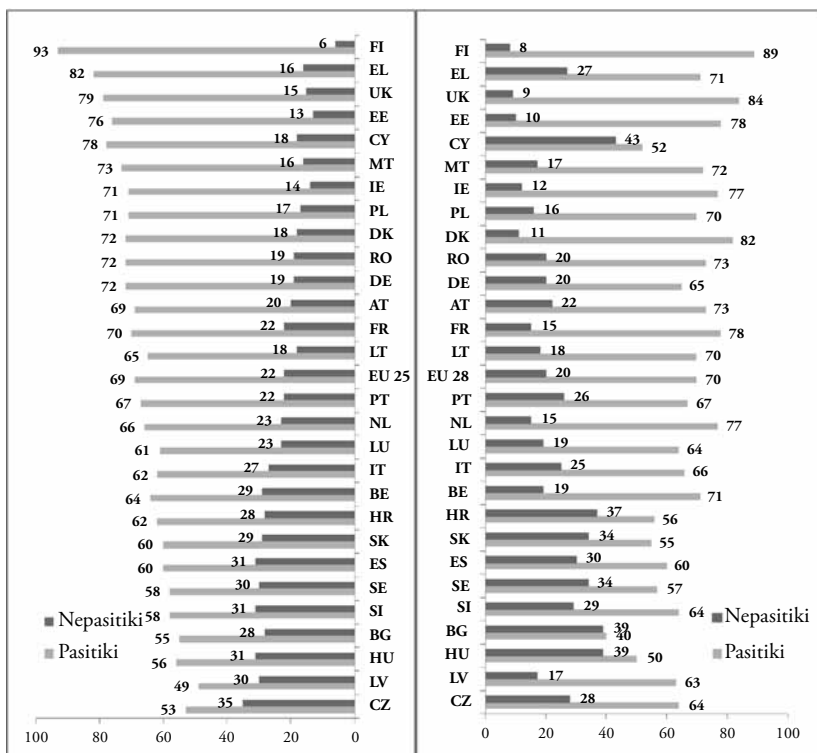 6 FI 93
16 EL 82
15 UK 79
13 EE 76
18 CY 78
16 MT 73
14 IE 71
17 PL 71
18 DK 72
19 RO 72
19 DE 72
20 AT 69
22 FR 70
18 LT 65
22 EU 25 69
22 PT 67
23 NL 66
23 LU 61
27 IT 62
29 BE 64
28 HR 62
29 SK 60
31 ES 60
30 SE 58
31 SI 58
28 BG 55
31 HU 56
30 LV 49
35 CZ 53
Nepasitiki
Pasitiki
100 80 60 40 20 0
FI 8 89
EL 27 71
UK 9 84
EE 10 78
CY 43 52
MT 17 72
IE 12 77
PL 16 70
DK 11 82
RO 20 73
DE 20 65
AT 22 73
FR 15 78
LT 18 70
EU 28 20 70
PT 26 67
NL 15 77
LU 19 64
IT 25 66
BE 19 71
HR 37 56
SK 34 55
ES 30 60
SE 34 57
SI 29 64
BG 39 40
HU 39 50
LV 17 63
CZ 28 64
Nepasitiki
Pasitiki
0 20 40 60 80 100